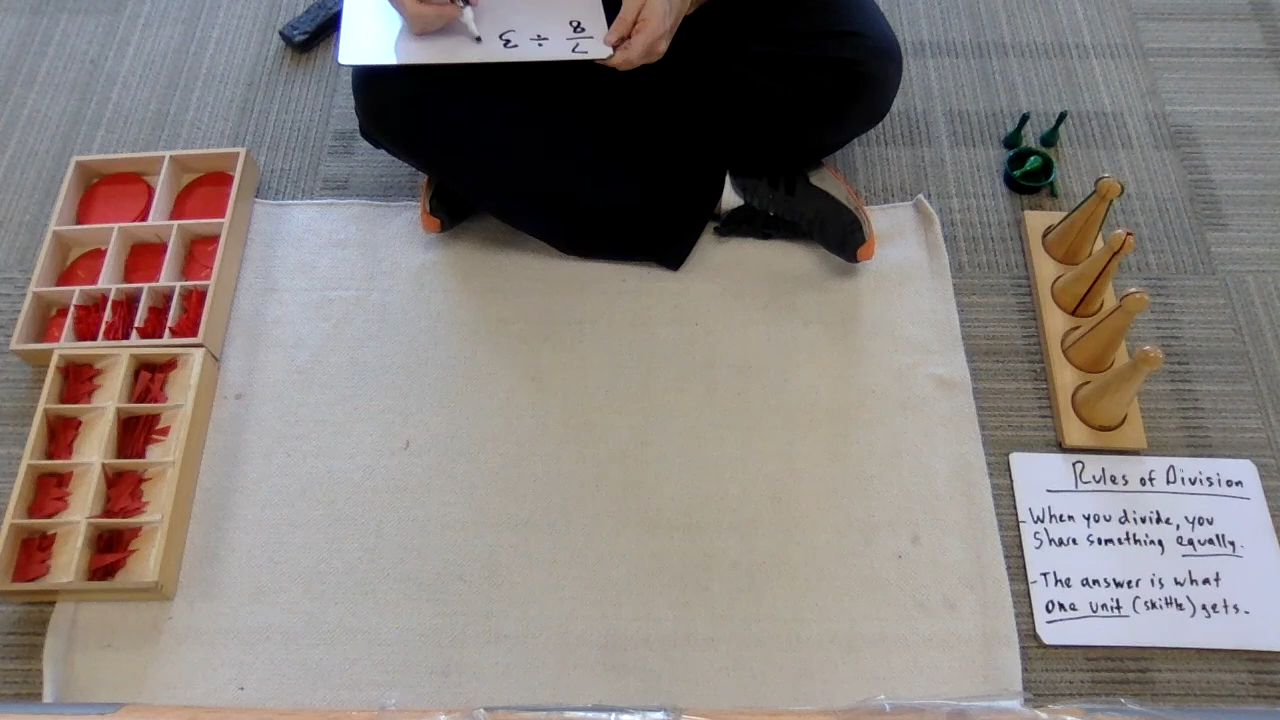 7/8 ÷ 3
Rules of Division
- When you divide, you
share something equally.
- The answer is what
one unit (skittle) gets.